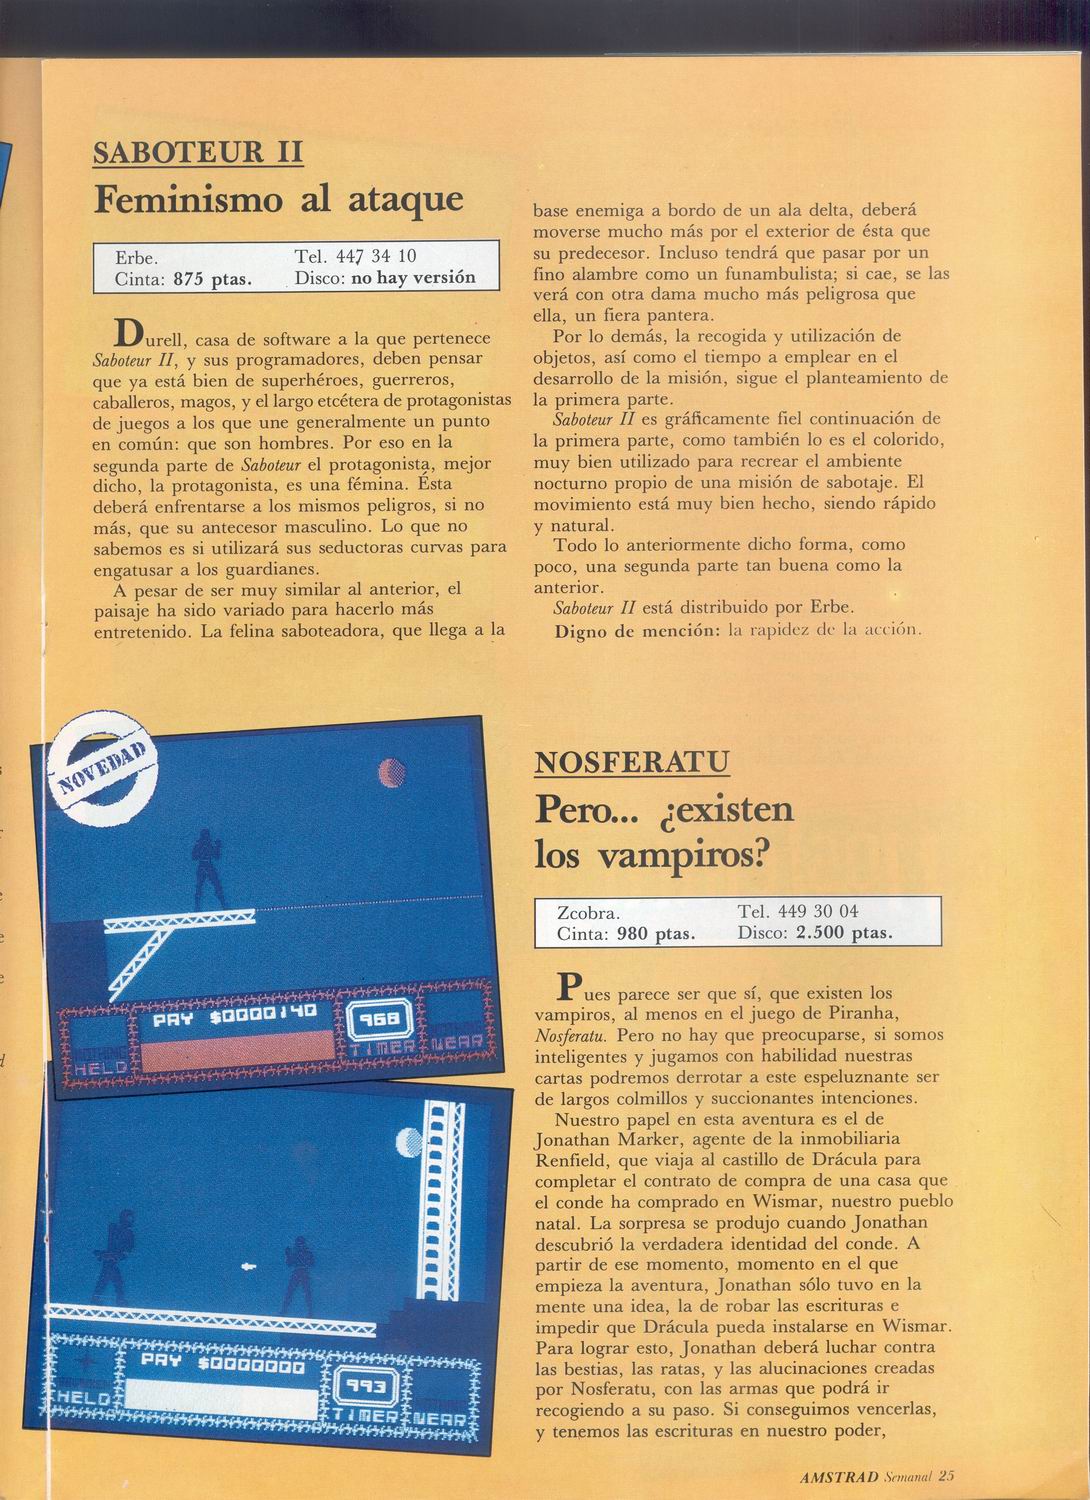 SABOTEUR II
Feminismo al ataque
Erbe. Tel. 447 34 10
Cinta: 875 ptas. Disco: no hay versión
Durell, casa de software a la que pertenece
Saboteur II, y sus programadores, deben pensar
que ya está bien de superhéroes, guerreros,
caballeros, magos, y el largo etcétera de protagonistas
de juegos a los que une generalmente un punto
en común: que son hombres. Por eso en la
segunda parte de Saboteur el protagonista, mejor
dicho, la protagonista, es una fémina. Ésta
deberá enfrentarse a los mismos peligros, si no
más, que su antecesor masculino. Lo que no
sabemos es si utilizará sus seductoras curvas para
engatusar a los guardianes.
A pesar de ser muy similar al anterior, el
paisaje ha sido variado para hacerlo más
entretenido. La felina saboteadora, que llega a la
base enemiga a bordo de un ala delta, deberá
moverse mucho más por el exterior de ésta que
su predecesor. Incluso tendrá que pasar por un
fino alambre como un funambulista; si cae, se las
verá con otra dama mucho más peligrosa que
ella, un fiera pantera.
Por lo demás, la recogida y utilización de
objetos, así como el tiempo a emplear en el
desarrollo de la misión, sigue el planteamiento de
la primera parte.
Saboteur II es gráficamente fiel continuación de
la primera parte, como también lo es el colorido,
muy bien utilizado para recrear el ambiente
nocturno propio de una misión de sabotaje. El
movimiento está muy bien hecho, siendo rápido
y natural.
Todo lo anteriormente dicho forma, como
poco, una segunda parte tan buena como la
anterior.
Saboteur II está distribuido por Erbe.
Digno de mención: la rapidez de la acción.
NOVEDAD
PAY $0000140
968
NOTHING
HELD
TIMER
NOTHING
NEAR
PAY $0000000
993
HELD
TIMER
NOTHING
NEAR
NOSFERATU
Pero... ¿existen
los vampiros?
Zcobra. Tel. 449 30 04
Cinta: 980 ptas. Disco: 2.500 ptas.
Pues parece ser que sí, que existen los
vampiros, al menos en el juego de Piranha,
Nosferatu. Pero no hay que preocuparse, si somos
inteligentes y jugamos con habilidad nuestras
cartas podremos derrotar a este espeluznante ser
de largos colmillos y succionantes intenciones.
Nuestro papel en esta aventura es el de
Jonathan Marker, agente de la inmobiliaria
Renfield, que viaja al castillo de Drácula para
completar el contrato de compra de una casa que
el conde ha comprado en Wismar, nuestro pueblo
natal. La sorpresa se produjo cuando Jonathan
descubrió la verdadera identidad del conde. A
partir de ese momento, momento en el que
empieza la aventura, Jonathan sólo tuvo en la
mente una idea, la de robar las escrituras e
impedir que Drácula pueda instalarse en Wismar.
Para lograr esto, Jonathan deberá luchar contra
las bestias, las ratas, y las alucinaciones creadas
por Nosferatu, con las armas que podrá ir
recogiendo a su paso. Si conseguimos vencerlas,
y tenemos las escrituras en nuestro poder,
AMSTRAD Semanal 25